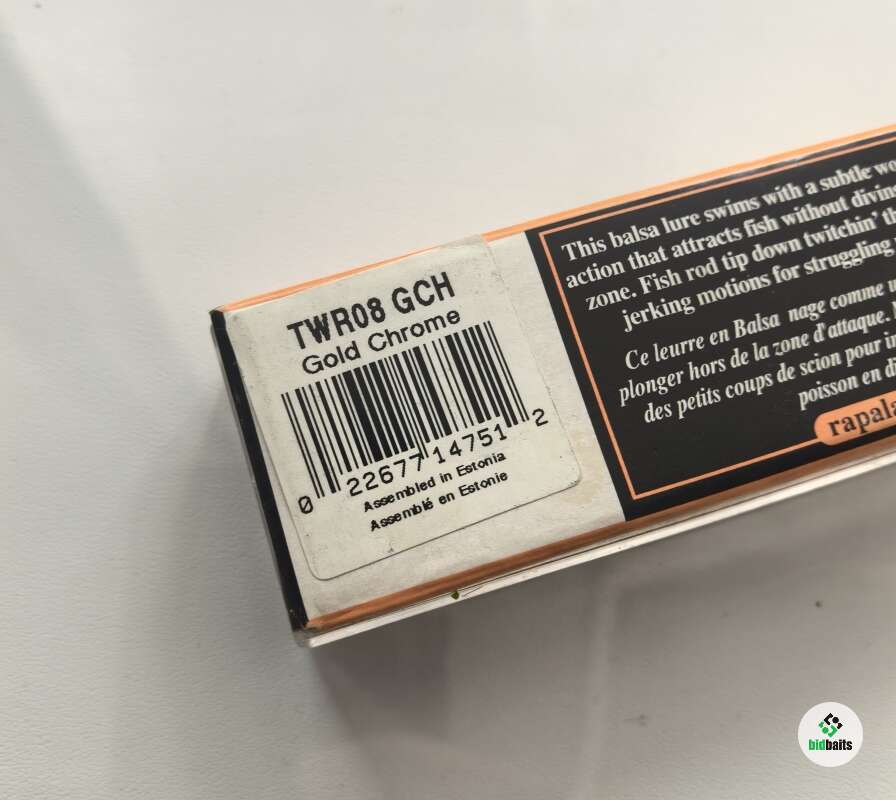 TWR08 GCH
Gold Chrome
0 22677 14751 2
Assembled in Estonia
Assemblé en Estonie
This balsa lure swims with a subtle
action that attracts fish without
zone. Fish rod tip down twitchin'
jerking motions for struggling
Ce leurre en Balsa nage comme
plonger hors de la zone d'attaque.
des petits coups de scion pour
poisson en
rapala
bidbaits